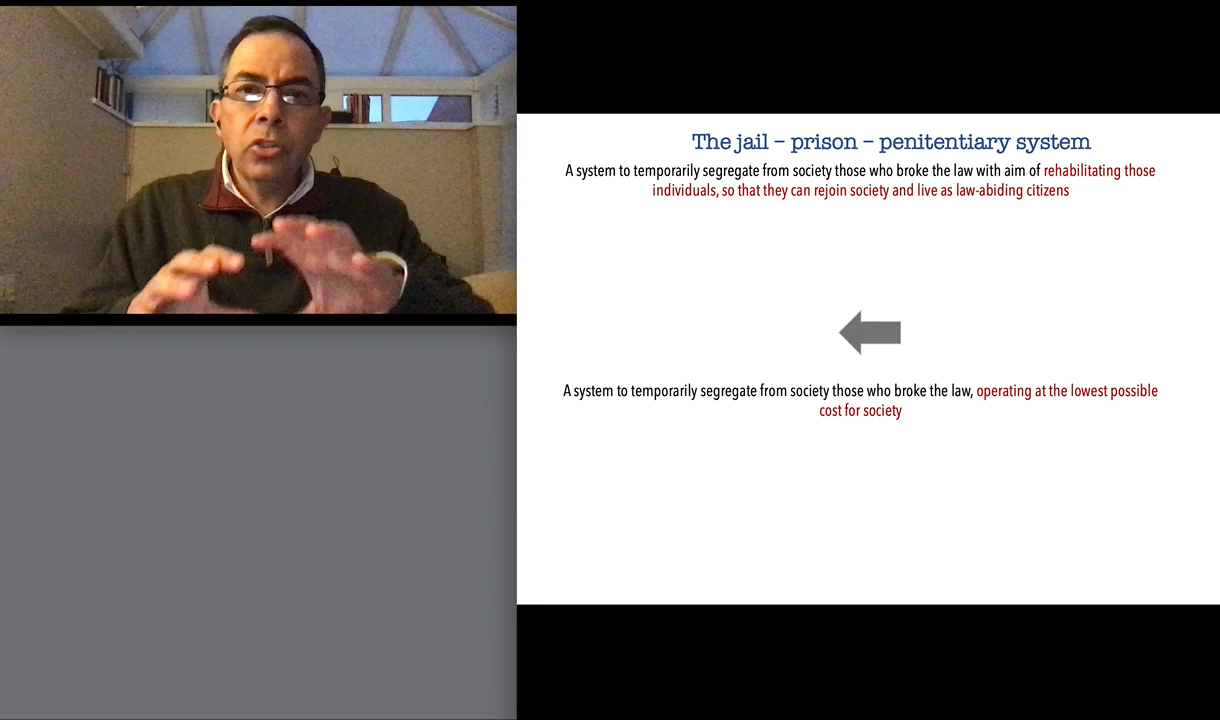 The jail – prison – penitentiary system
A system to temporarily segregate from society those who broke the law with aim of rehabilitating those
individuals, so that they can rejoin society and live as law-abiding citizens
A system to temporarily segregate from society those who broke the law, operating at the lowest possible
cost for society